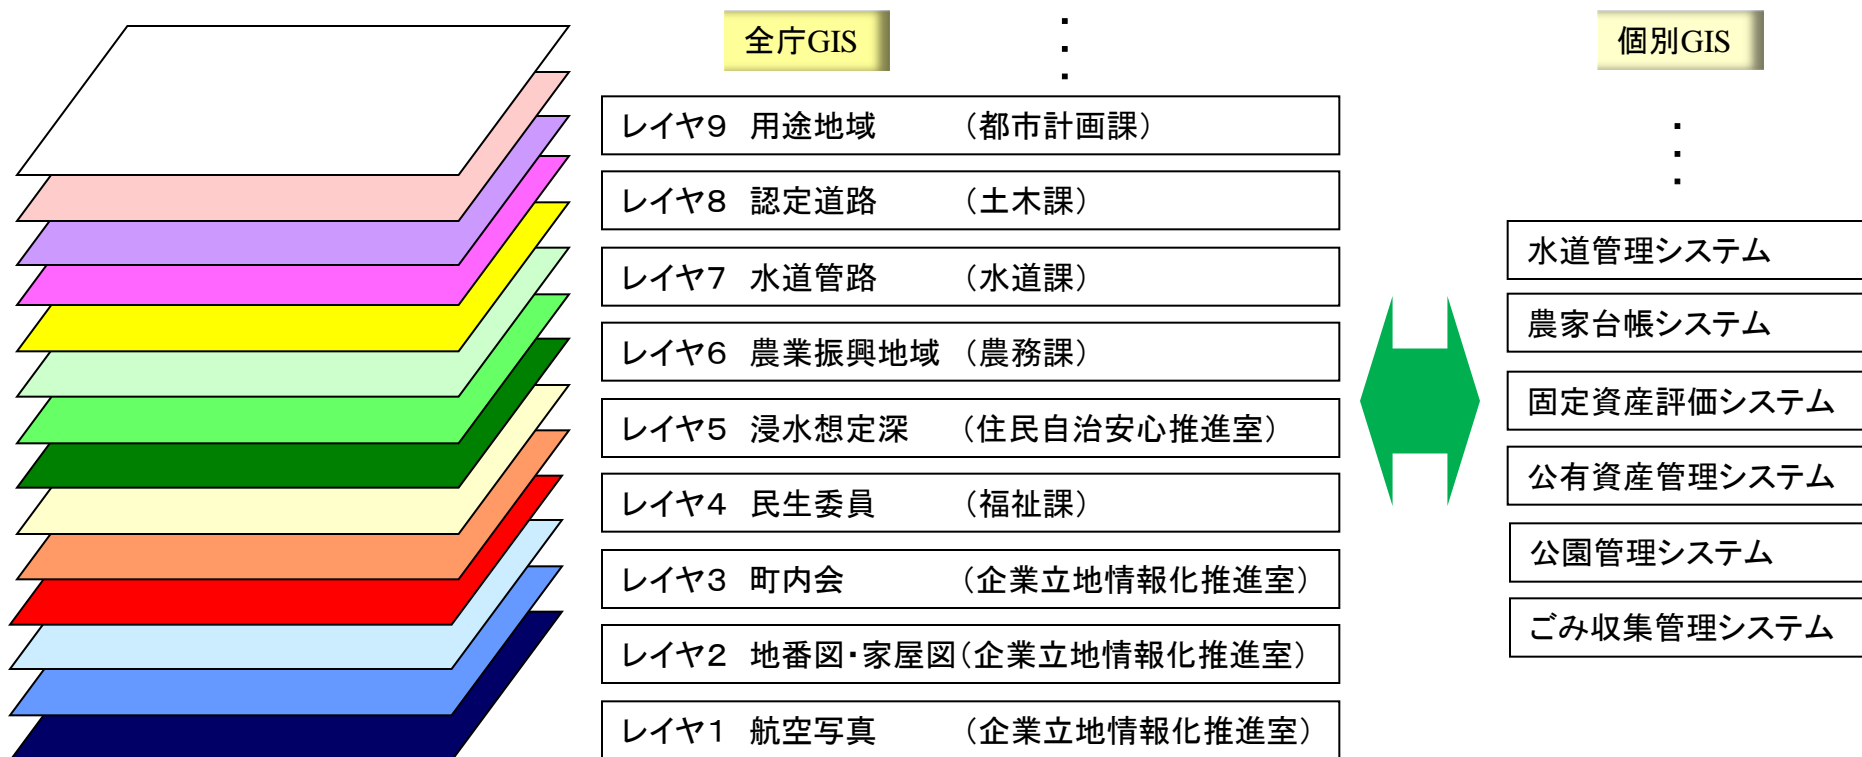 全庁GIS
レイヤ9 用途地域 （都市計画課）
レイヤ8 認定道路 （土木課）
レイヤ7 水道管路 （水道課）
レイヤ6 農業振興地域 （農務課）
レイヤ5 浸水想定深 （住民自治安心推進室）
レイヤ4 民生委員 （福祉課）
レイヤ3 町内会 （企業立地情報化推進室）
レイヤ2 地番図・家屋図（企業立地情報化推進室）
レイヤ1 航空写真 （企業立地情報化推進室）
個別GIS
水道管理システム
農家台帳システム
固定資産評価システム
公有資産管理システム
公園管理システム
ごみ収集管理システム